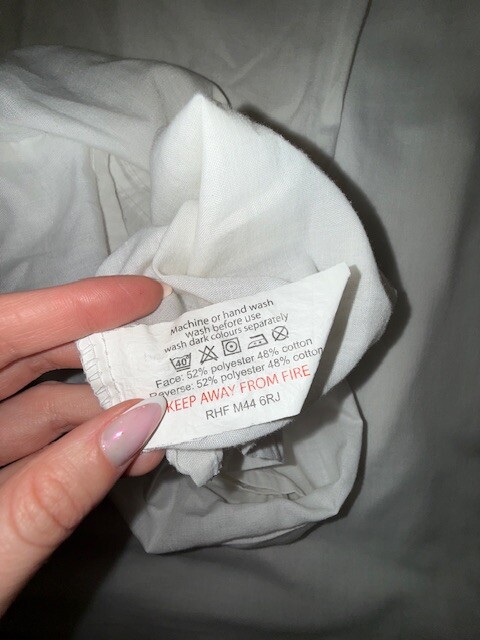 Machine or hand wash
wash before use
wash dark colours separately
40
Face: 52% polyester 48% cotton
Reverse: 52% polyester 48% cotton
KEEP AWAY FROM FIRE
RHF M44 6RJ